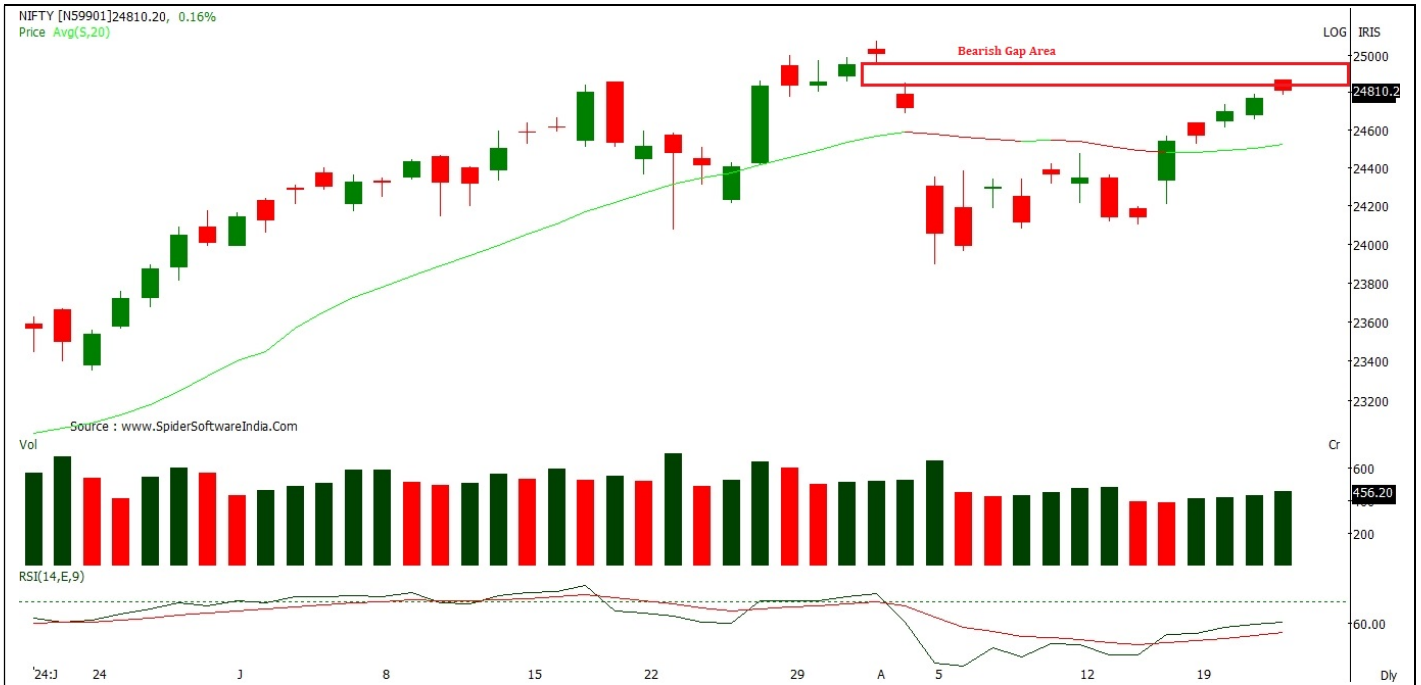 NIFTY [N59901]24810.20, 0.16%
Price Avg(S,20)
LOG IRIS
Bearish Gap Area
25000
24810.2
24600
24400
24200
24000
23800
23600
23400
23200
Source : www.SpiderSoftwareIndia.Com
Vol Cr
600
456.20
200
RSI(14,E,9)
60.00
'24:J 24 J 8 15 22 29 A 5 12 19 Dly